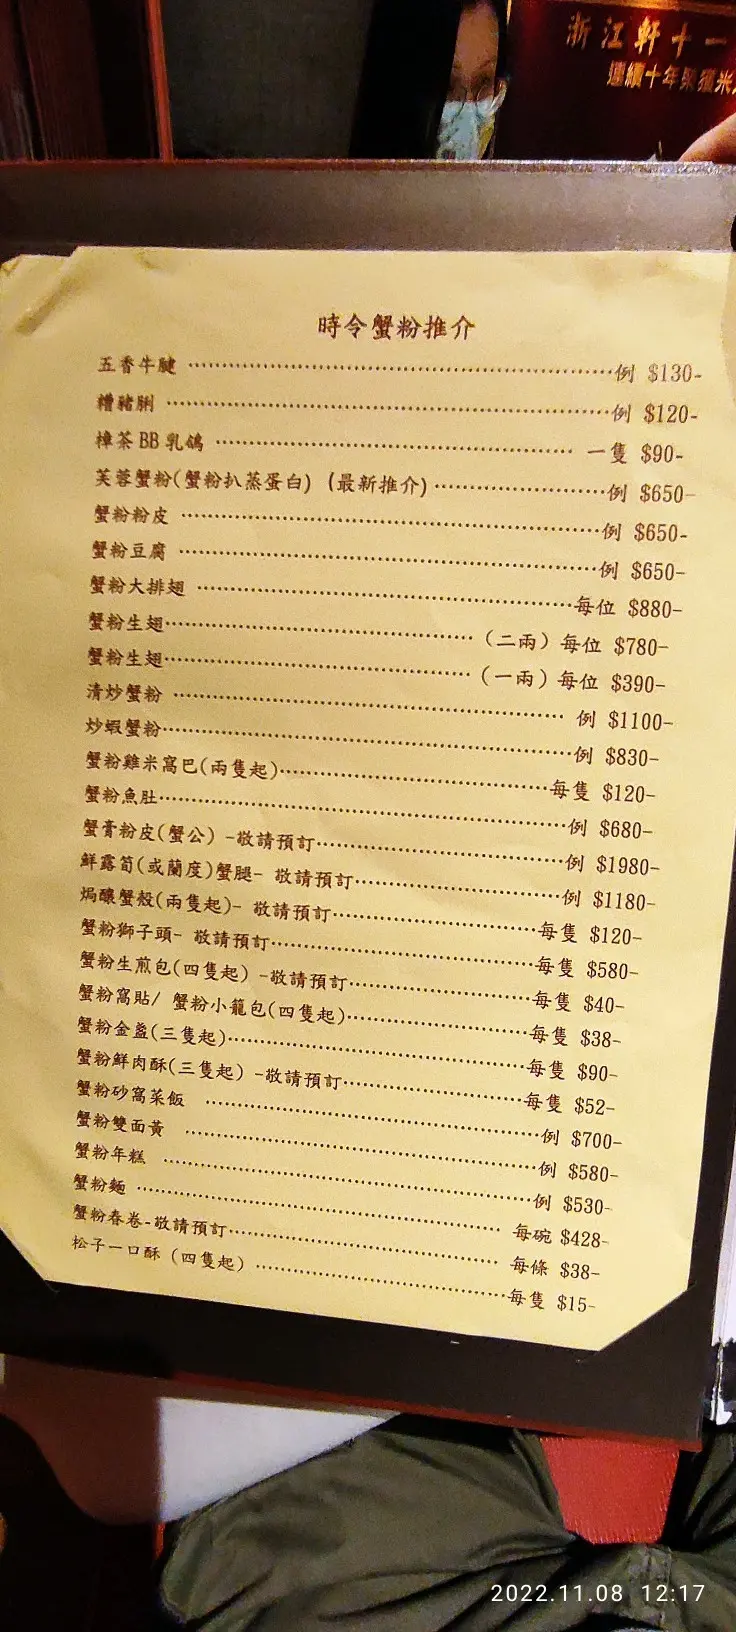 浙江軒十一
連續十年榮獲米
時令蟹粉推介
五香牛腱 例 $130-
糟豬脷 例 $120-
樟茶 BB 乳鴿 一隻 $90-
芙蓉蟹粉(蟹粉扒蒸蛋白) (最新推介) 例 $650-
蟹粉粉皮 例 $650-
蟹粉豆腐 例 $650-
蟹粉大排翅 每位 $880-
蟹粉生翅 (二兩) 每位 $780-
蟹粉生翅 (一兩) 每位 $390-
清炒蟹粉 例 $1100-
炒蝦蟹粉 例 $830-
蟹粉雞米窩巴(兩隻起) 每隻 $120-
蟹粉魚肚 例 $680-
蟹膏粉皮(蟹公) -敬請預訂 例 $1980-
鮮露筍(或蘭度)蟹腿- 敬請預訂 例 $1180-
焗釀蟹殼(兩隻起)- 敬請預訂 每隻 $120-
蟹粉獅子頭- 敬請預訂 每隻 $580-
蟹粉生煎包(四隻起) -敬請預訂 每隻 $40-
蟹粉窩貼/ 蟹粉小籠包(四隻起) 每隻 $38-
蟹粉金盞(三隻起) 每隻 $90-
蟹粉鮮肉酥(三隻起) -敬請預訂 每隻 $52-
蟹粉砂窩菜飯 例 $700-
蟹粉雙面黃 例 $580-
蟹粉年糕 例 $530-
蟹粉麵 每碗 $428-
蟹粉春卷-敬請預訂 每條 $38-
松子一口酥 (四隻起) 每隻 $15-
2022.11.08 12:17